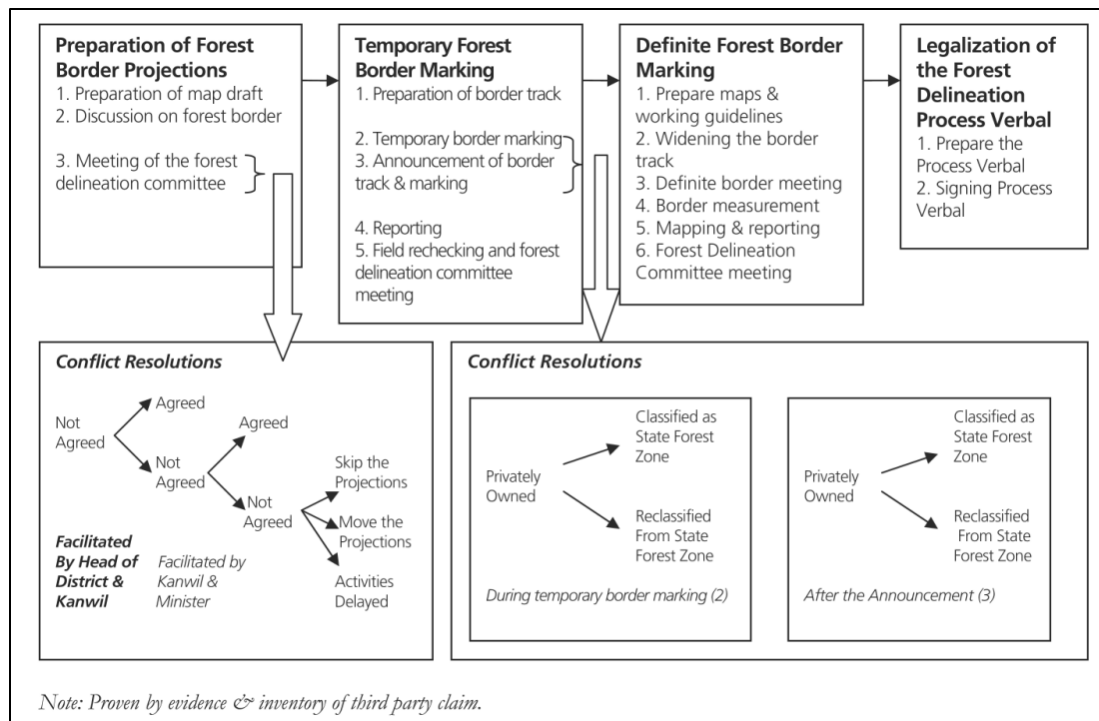 Preparation of Forest
Border Projections
1. Preparation of map draft
2. Discussion on forest border
3. Meeting of the forest
delineation committee
Temporary Forest
Border Marking
1. Preparation of border track
2. Temporary border marking
3. Announcement of border
track & marking
4. Reporting
5. Field rechecking and forest
delineation committee
meeting
Definite Forest Border
Marking
1. Prepare maps &
working guidelines
2. Widening the border
track
3. Definite border meeting
4. Border measurement
5. Mapping & reporting
6. Forest Delineation
Committee meeting
Legalization of
the Forest
Delineation
Process Verbal
1. Prepare the
Process Verbal
2. Signing Process
Verbal
Conflict Resolutions
Not
Agreed
Agreed
Not
Agreed
Agreed
Not
Agreed
Skip the
Projections
Move the
Projections
Activities
Delayed
Facilitated
By Head of
District &
Kanwil
Facilitated by
Kanwil &
Minister
Conflict Resolutions
Privately
Owned
Classified as
State Forest
Zone
Reclassified
From State
Forest Zone
During temporary border marking (2)
Privately
Owned
Classified as
State Forest
Zone
Reclassified
From State
Forest Zone
After the Announcement (3)
Note: Proven by evidence & inventory of third party claim.